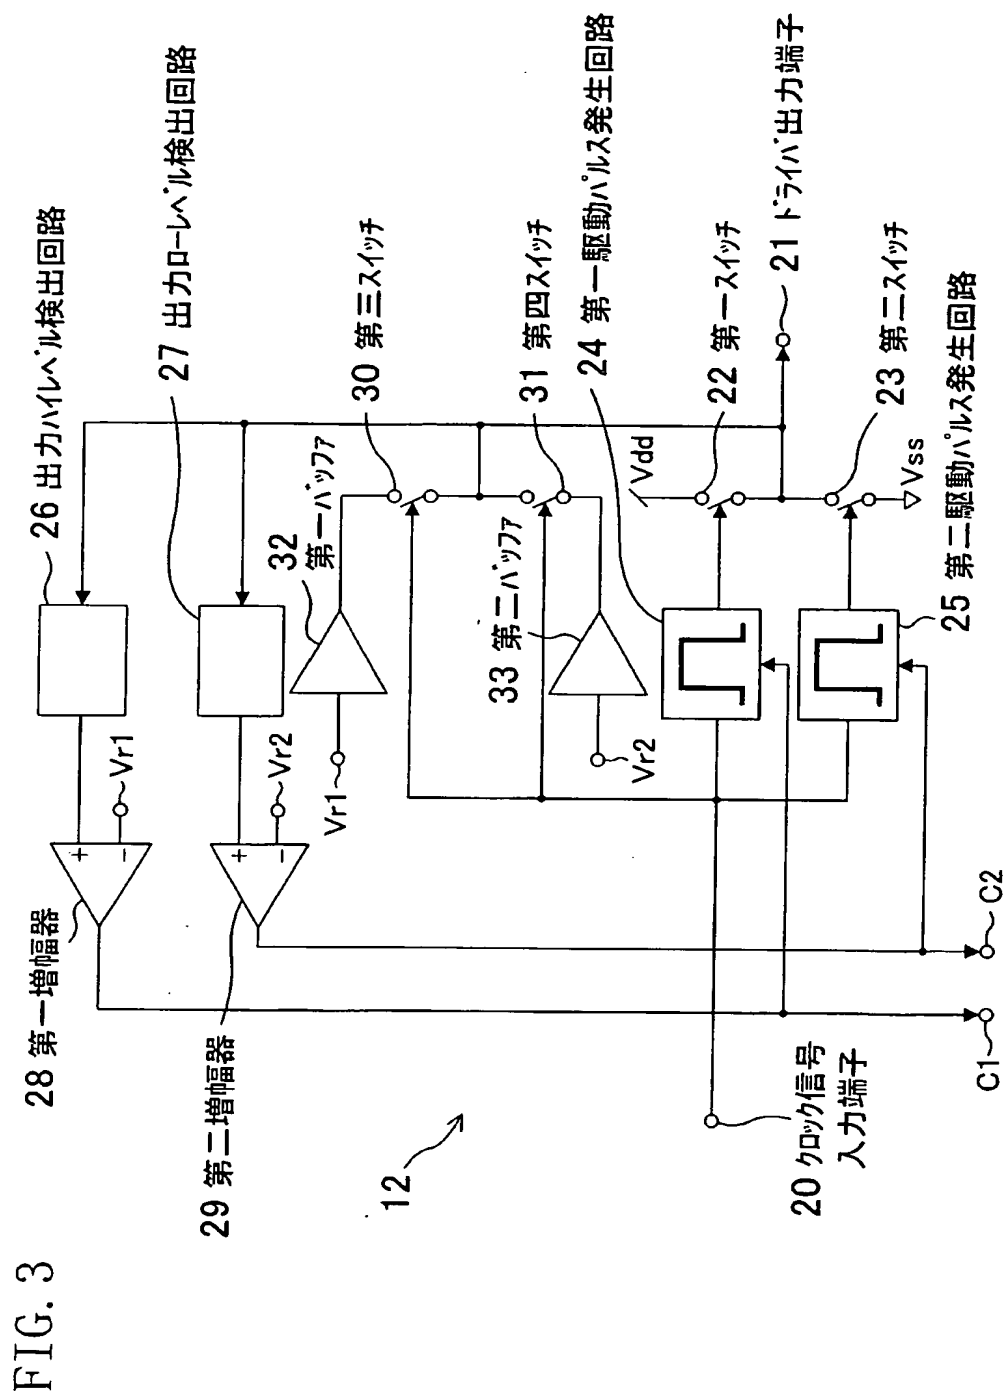 FIG. 3
28 第一増幅器
26 出力ハイレベル検出回路
Vr1
+
−
29 第二増幅器
27 出力ローレベル検出回路
Vr2
+
−
12
Vr1
32
第一バッファ
30 第三スイッチ
33 第二バッファ
31 第四スイッチ
Vr2
24 第一駆動パルス発生回路
Vdd
22 第一スイッチ
21 ドライバ出力端子
20 クロック信号
入力端子
23 第二スイッチ
Vss
25 第二駆動パルス発生回路
C1
C2